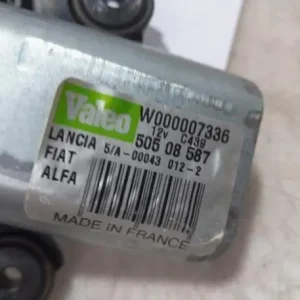 Valeo W000007336
12V C439
LANCIA 505 08 587
FIAT 5/A-00043 012-2
ALFA
MADE IN FRANCE